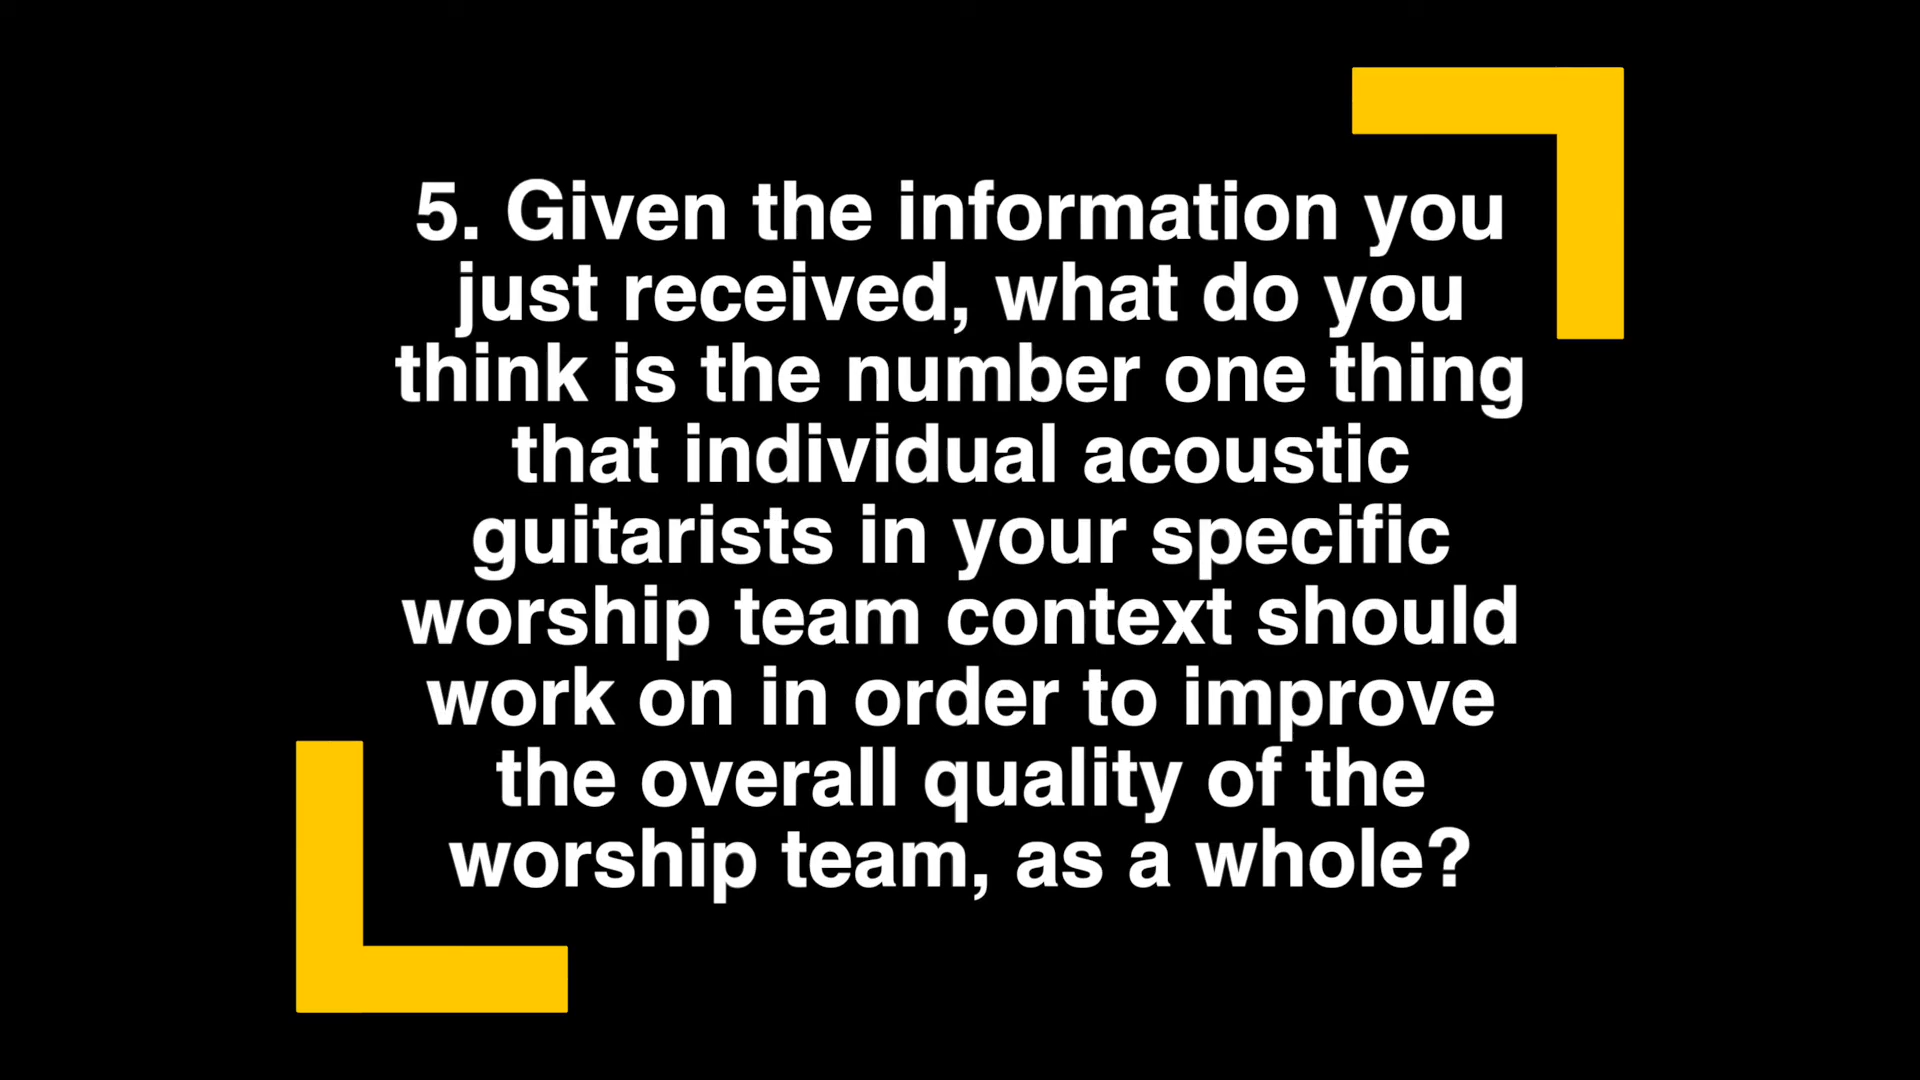 5. Given the information you
just received, what do you
think is the number one thing
that individual acoustic
guitarists in your specific
worship team context should
work on in order to improve
the overall quality of the
worship team, as a whole?